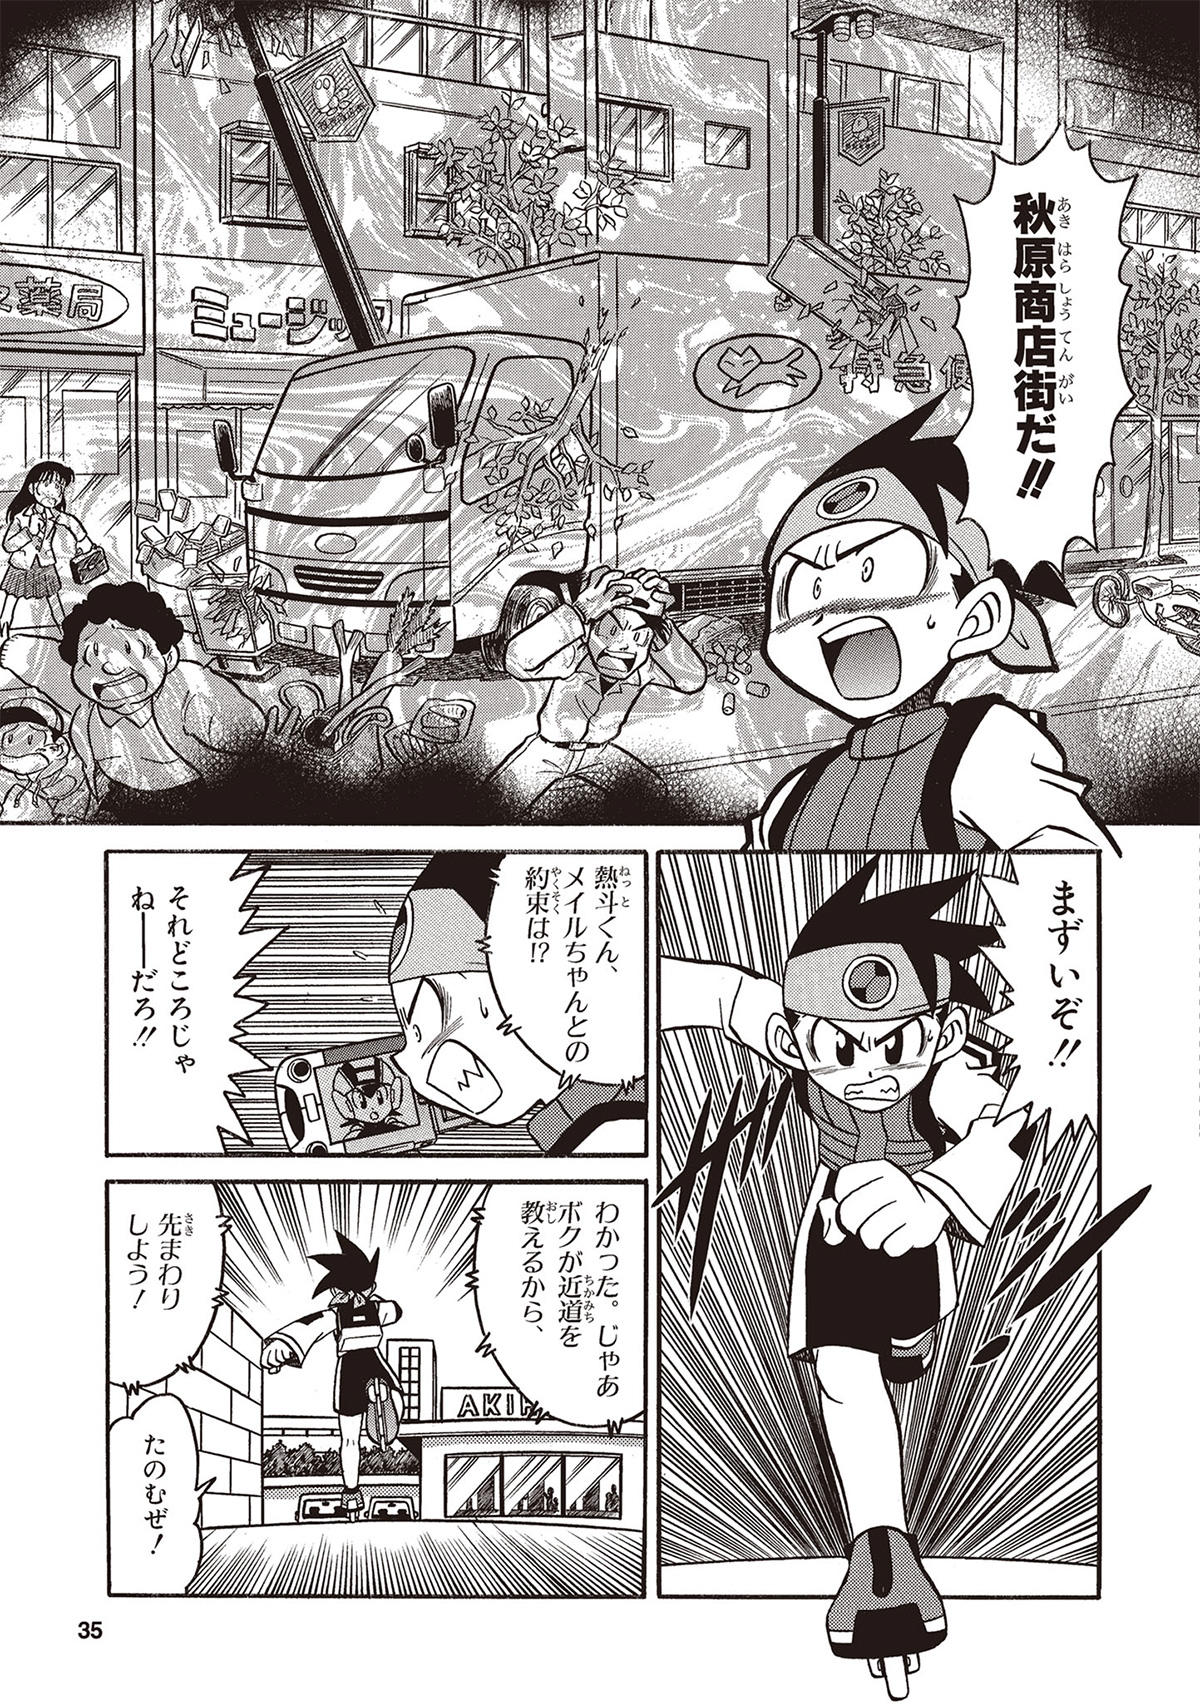 秋原商店街だ!!
薬局
ミュージック
特急便
まずいぞ!!
熱斗くん、
メイルちゃんとの
約束は!?
それどころじゃ
ねーーだろ!!
わかった。じゃあ
ボクが近道を
教えるから、
先まわり
しよう!
AKIH
たのむぜ!
35